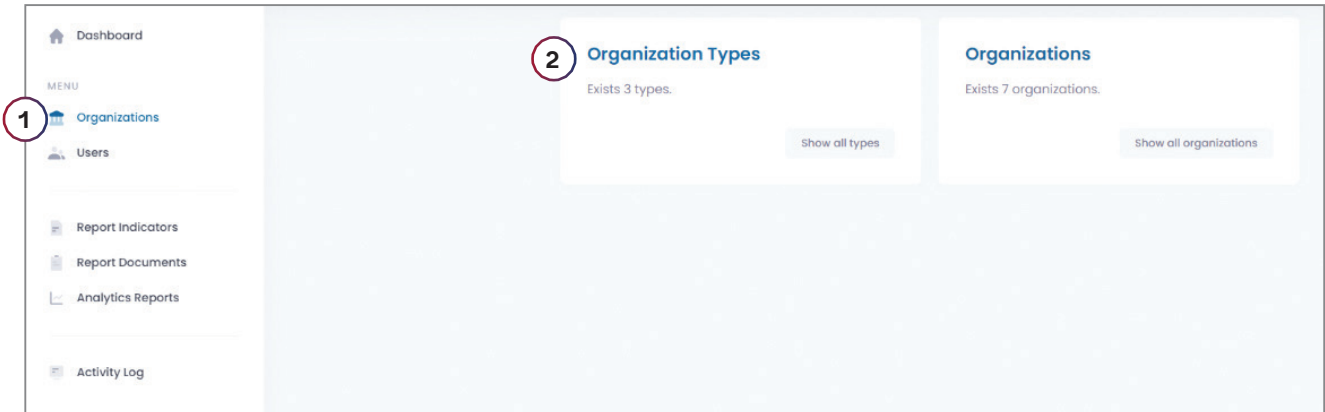 Dashboard
MENU
1
Organizations
Users
Report Indicators
Report Documents
Analytics Reports
Activity Log
2
Organization Types
Exists 3 types.
Show all types
Organizations
Exists 7 organizations.
Show all organizations